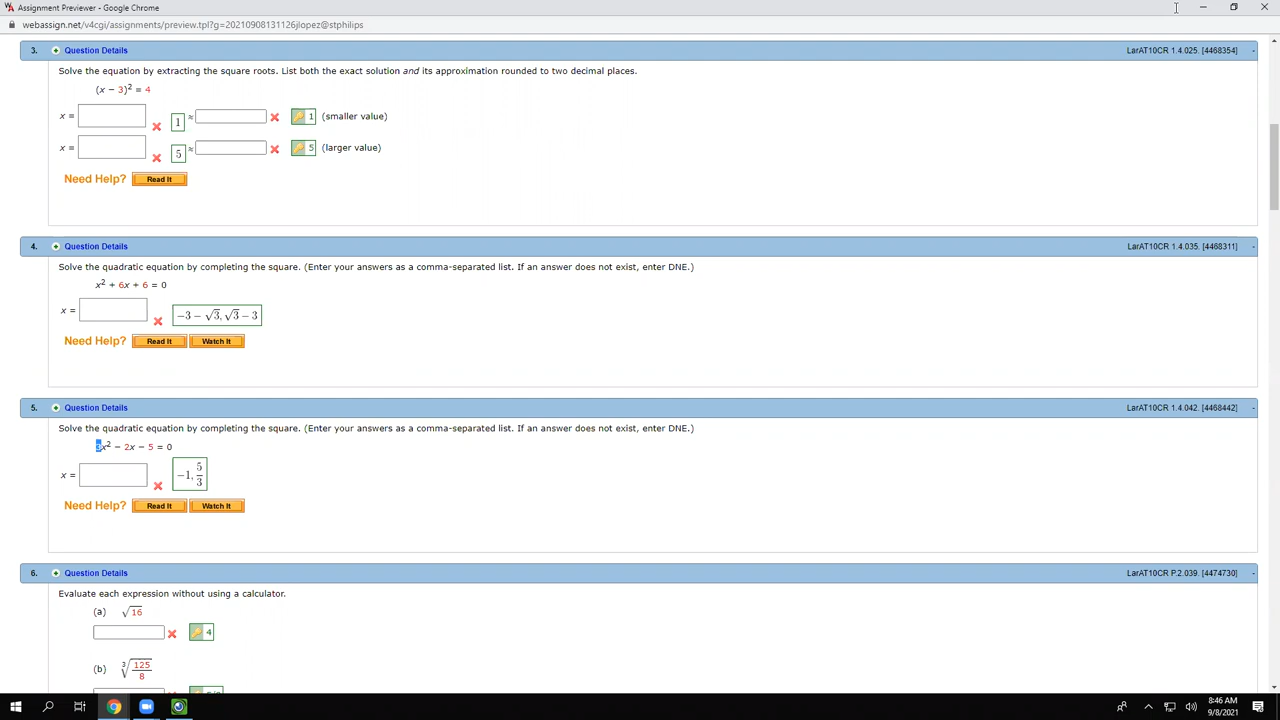 Assignment Previewer - Google Chrome
webassign.net/v4cgi/assignments/preview.tpl?g=20210908131126jlopez@stphilips
3. Question Details LarAT10CR 1.4.025. [4468354] -
Solve the equation by extracting the square roots. List both the exact solution and its approximation rounded to two decimal places.
(x − 3)² = 4
x = 1 ≈ 1 (smaller value)
x = 5 ≈ 5 (larger value)
Need Help? Read It
4. Question Details LarAT10CR 1.4.035. [4468311] -
Solve the quadratic equation by completing the square. (Enter your answers as a comma-separated list. If an answer does not exist, enter DNE.)
x² + 6x + 6 = 0
x = −3 − √3, √3 − 3
Need Help? Read It Watch It
5. Question Details LarAT10CR 1.4.042. [4468442] -
Solve the quadratic equation by completing the square. (Enter your answers as a comma-separated list. If an answer does not exist, enter DNE.)
3x² − 2x − 5 = 0
x = −1, 5/3
Need Help? Read It Watch It
6. Question Details LarAT10CR P.2.039. [4474730] -
Evaluate each expression without using a calculator.
(a) √16
4
(b) ³√125/8
8:46 AM
9/8/2021